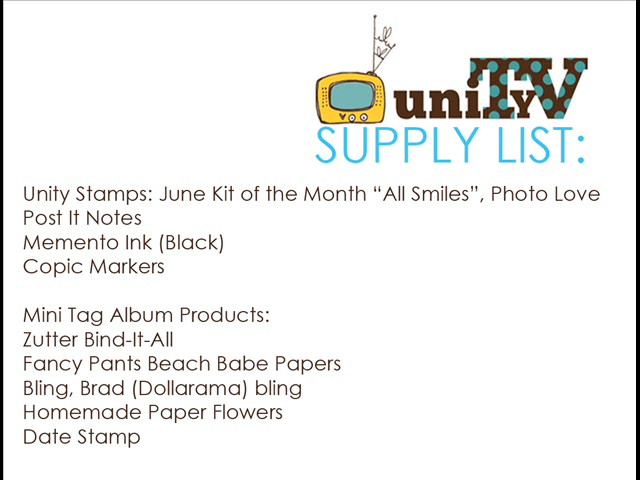 uniTyV
SUPPLY LIST:
Unity Stamps: June Kit of the Month “All Smiles”, Photo Love
Post It Notes
Memento Ink (Black)
Copic Markers
Mini Tag Album Products:
Zutter Bind-It-All
Fancy Pants Beach Babe Papers
Bling, Brad (Dollarama) bling
Homemade Paper Flowers
Date Stamp